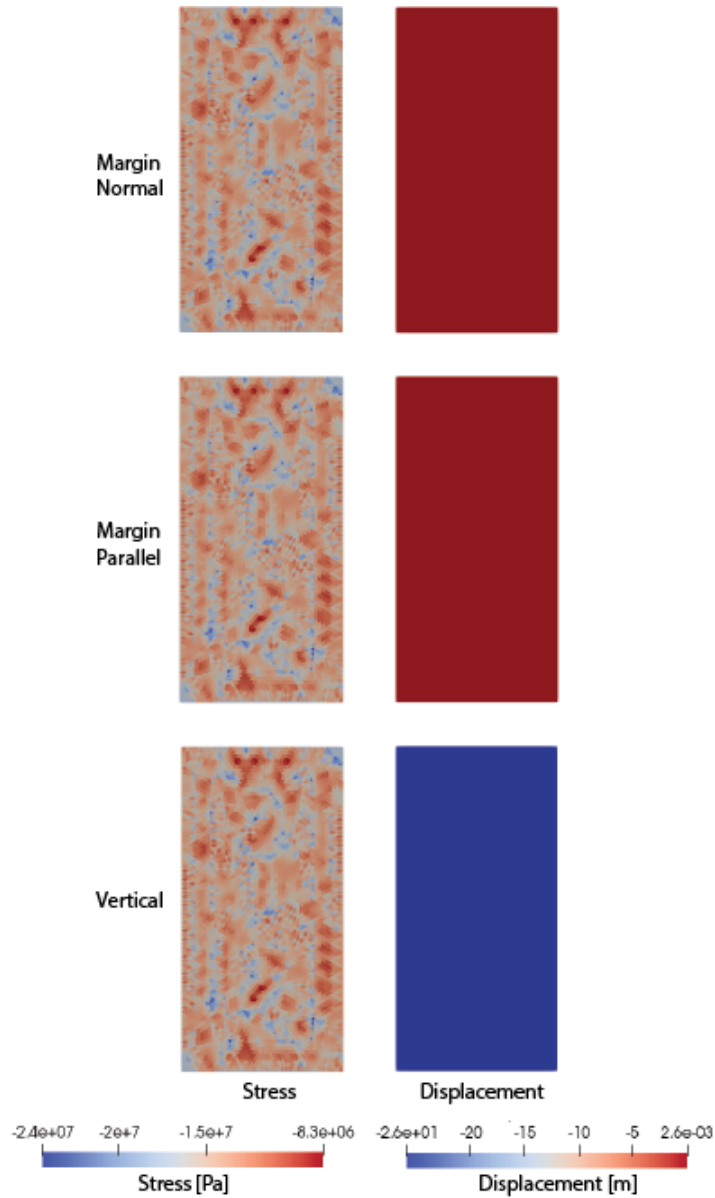 Margin
Normal
Margin
Parallel
Vertical
Stress Displacement
-2.4e+07 -2e+7 -1.5e+7 -8.3e+06 -2.6e+01 -20 -15 -10 -5 2.6e-03
Stress [Pa] Displacement [m]